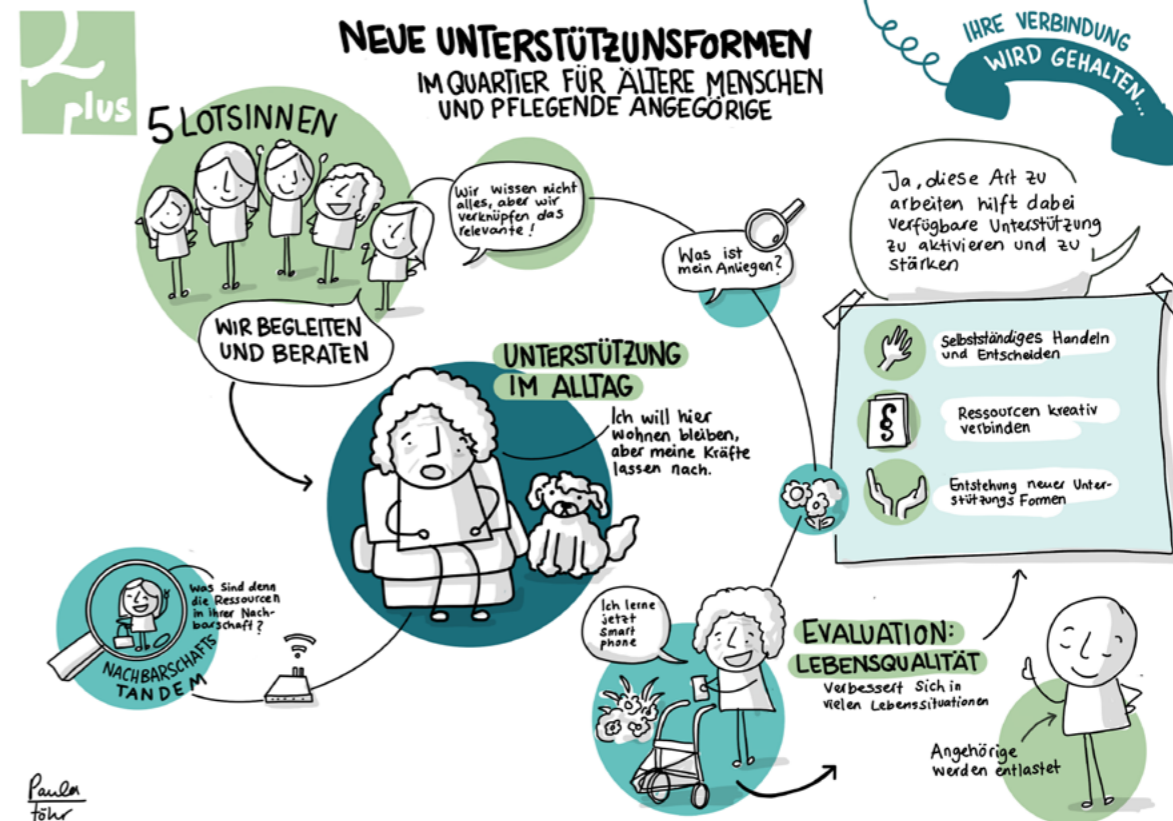 plus
NEUE UNTERSTÜTZUNSFORMEN
IM QUARTIER FÜR ÄLTERE MENSCHEN
UND PFLEGENDE ANGEGÖRIGE
IHRE VERBINDUNG
WIRD GEHALTEN...
5 LOTSINNEN
Wir wissen nicht
alles, aber wir
verknüpfen das
relevante!
Was ist
mein Anliegen?
Ja, diese Art zu
arbeiten hilft dabei
verfügbare Unterstützung
zu aktivieren und zu
stärken
WIR BEGLEITEN
UND BERATEN
UNTERSTÜTZUNG
IM ALLTAG
Ich will hier
wohnen bleiben,
aber meine Kräfte
lassen nach.
Selbstständiges Handeln
und Entscheiden
§
Ressourcen kreativ
verbinden
Entstehung neuer Unter-
stützungs Formen
Was sind denn
die Ressourcen
in Ihrer Nach-
barschaft?
NACHBARSCHAFTS
TANDEM
Ich lerne
jetzt
smart
phone
EVALUATION:
LEBENSQUALITÄT
verbessert sich in
vielen Lebenssituationen
Angehörige
werden entlastet
Paula
Föhr